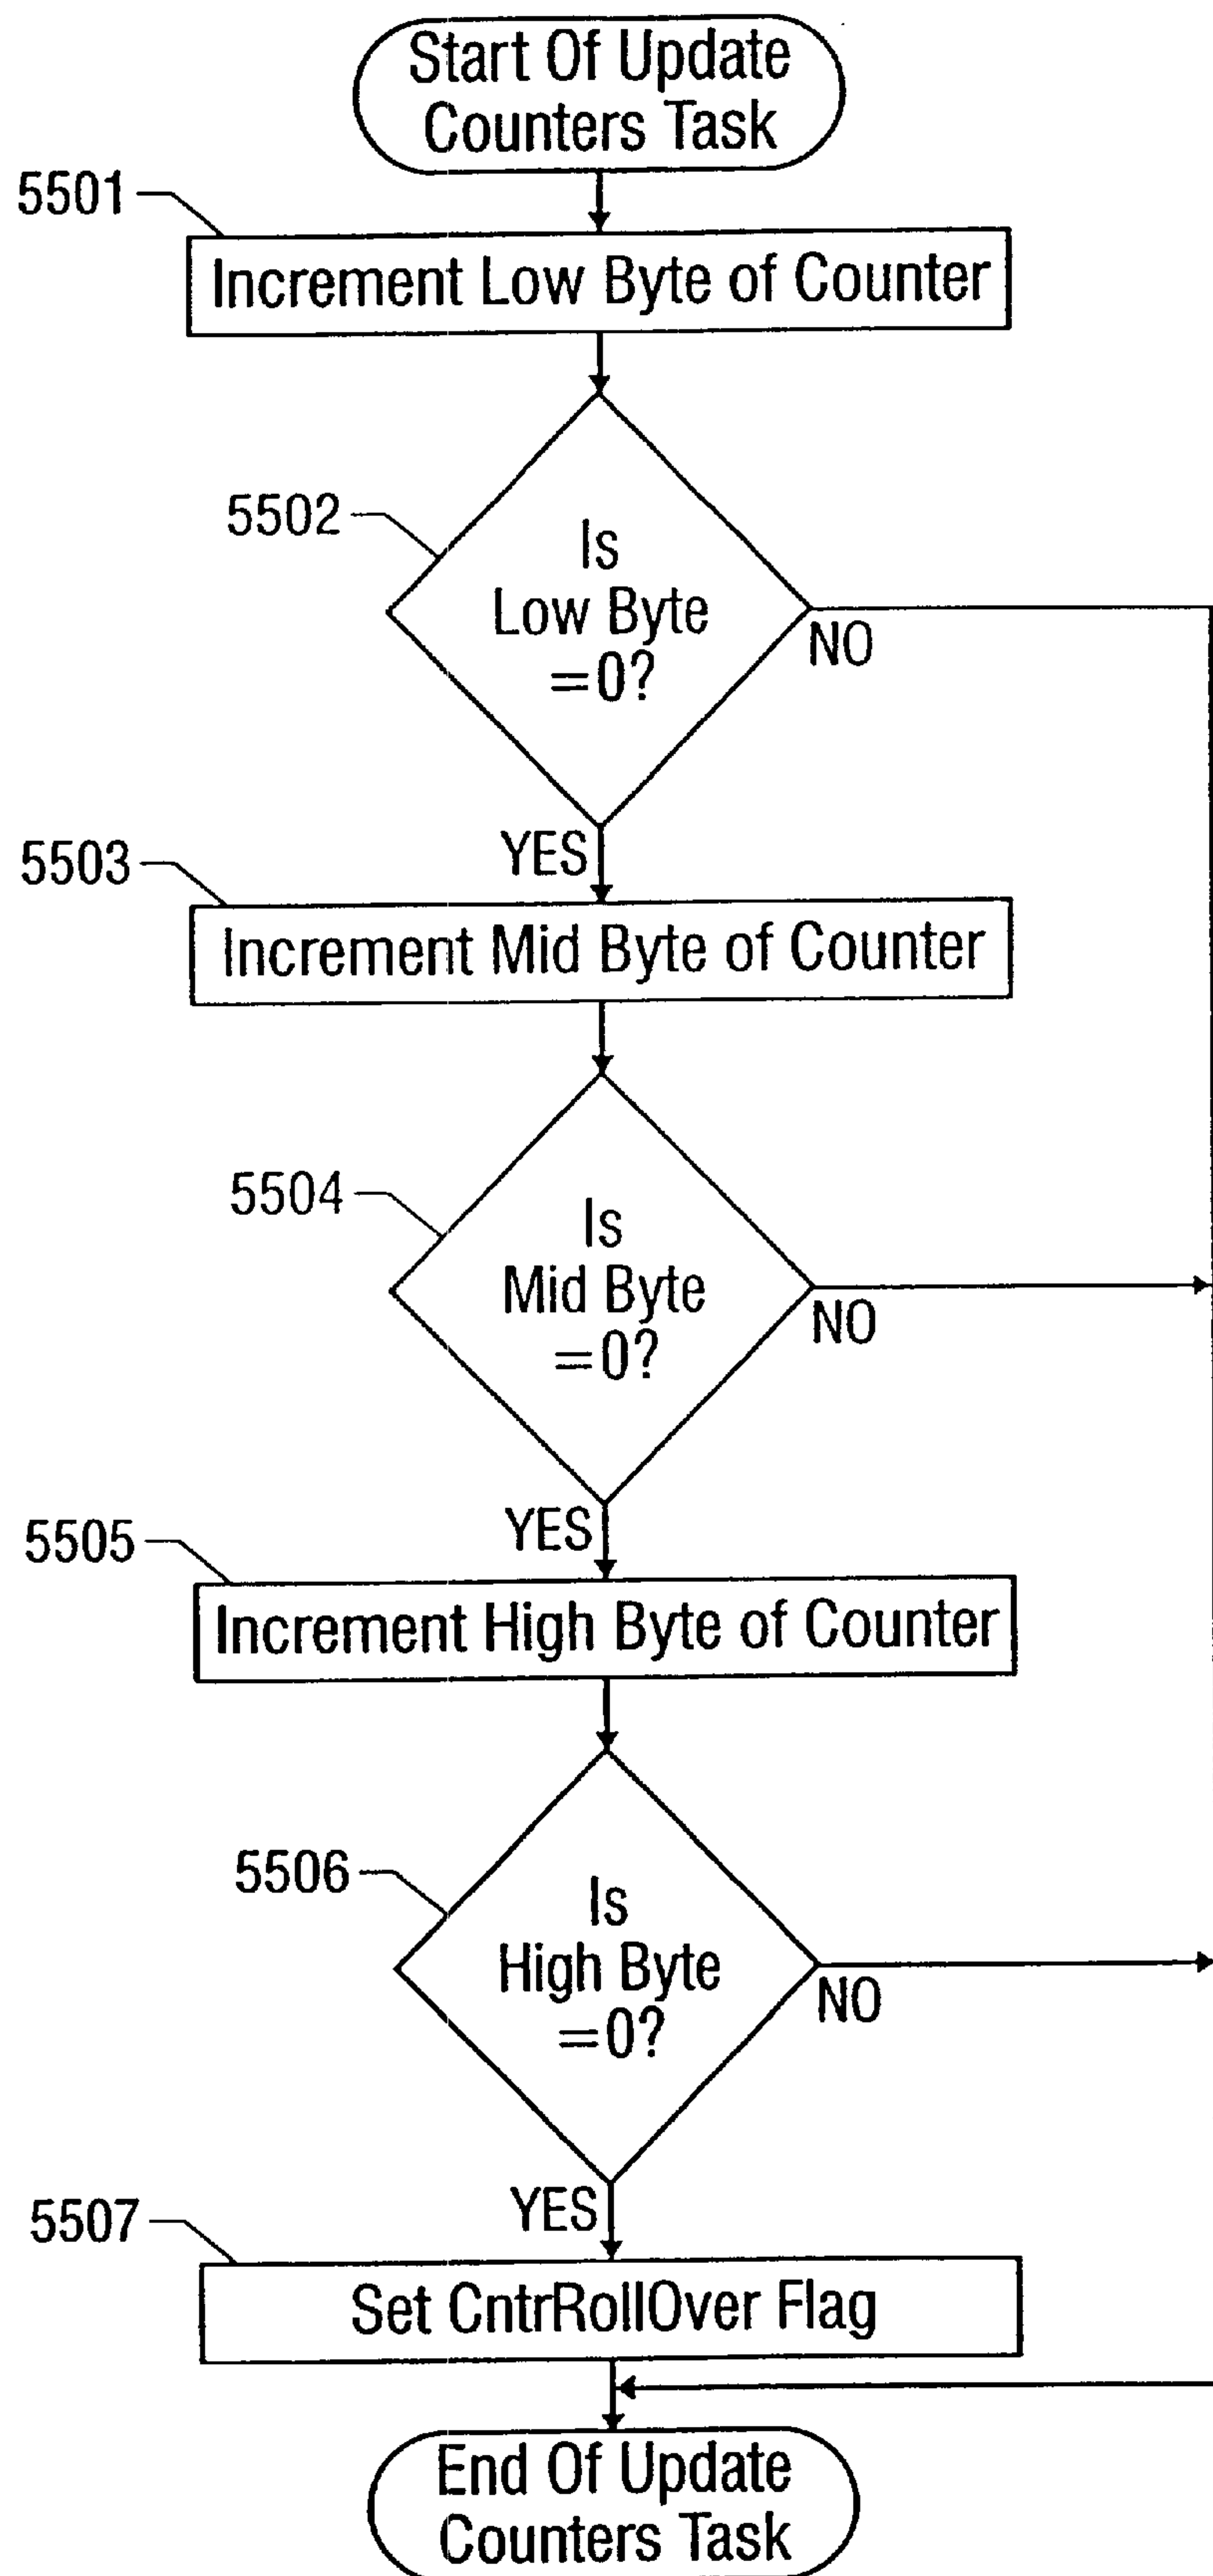 Start Of Update
Counters Task
5501
Increment Low Byte of Counter
5502
Is
Low Byte
=0?
NO
YES
5503
Increment Mid Byte of Counter
5504
Is
Mid Byte
=0?
NO
YES
5505
Increment High Byte of Counter
5506
Is
High Byte
=0?
NO
YES
5507
Set CntrRollOver Flag
End Of Update
Counters Task